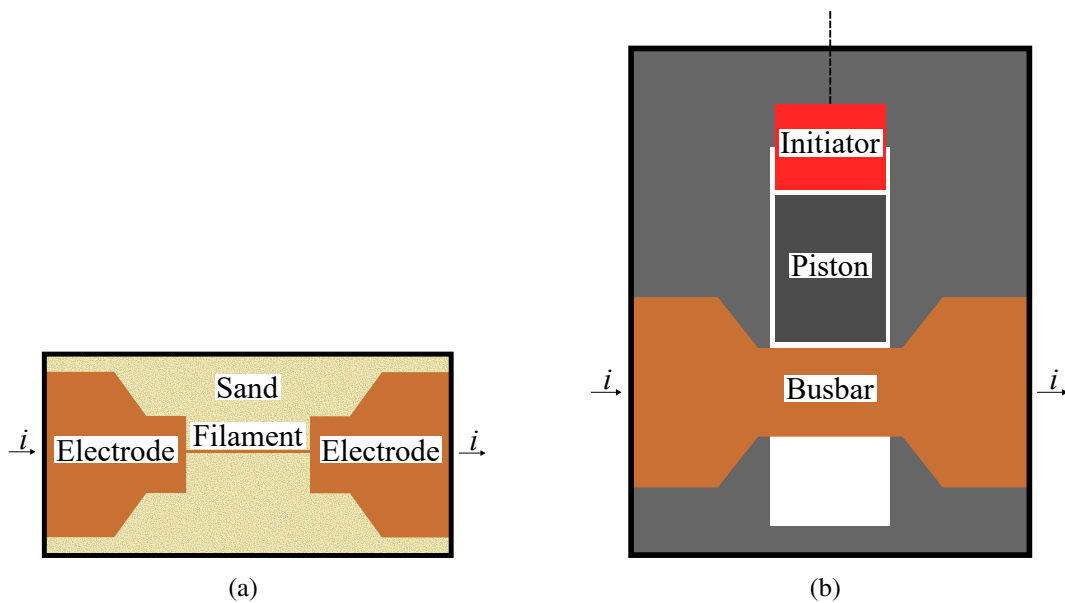 Sand
Filament
i
Electrode
Electrode
i
(a)
Initiator
Piston
i
Busbar
i
(b)